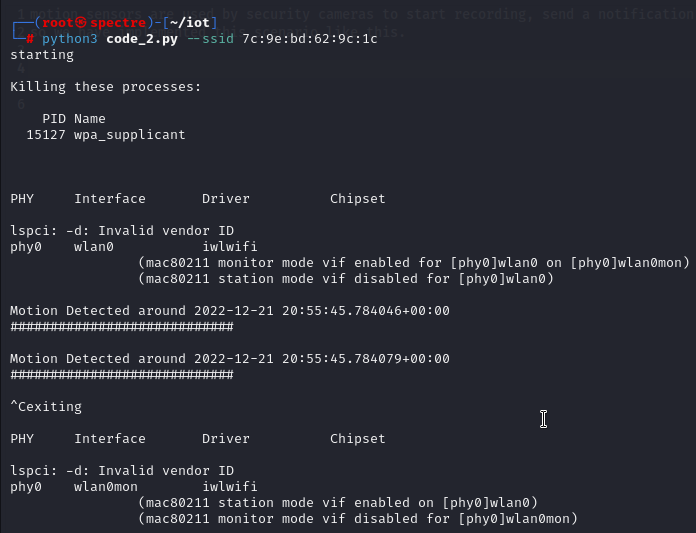 1 motion sensors used by security cameras to start recording, send a notification
┌──(root㉿spectre)-[~/iot]
└─# python3 code_2.py --ssid 7c:9e:bd:62:9c:1c
this.
starting
4
Killing these processes:
6
PID Name
15127 wpa_supplicant
PHY Interface Driver Chipset
lspci: -d: Invalid vendor ID
phy0 wlan0 iwlwifi
(mac80211 monitor mode vif enabled for [phy0]wlan0 on [phy0]wlan0mon)
(mac80211 station mode vif disabled for [phy0]wlan0)
Motion Detected around 2022-12-21 20:55:45.784046+00:00
############################
Motion Detected around 2022-12-21 20:55:45.784079+00:00
############################
^Cexiting
PHY Interface Driver Chipset
lspci: -d: Invalid vendor ID
phy0 wlan0mon iwlwifi
(mac80211 station mode vif enabled on [phy0]wlan0)
(mac80211 monitor mode vif disabled for [phy0]wlan0mon)